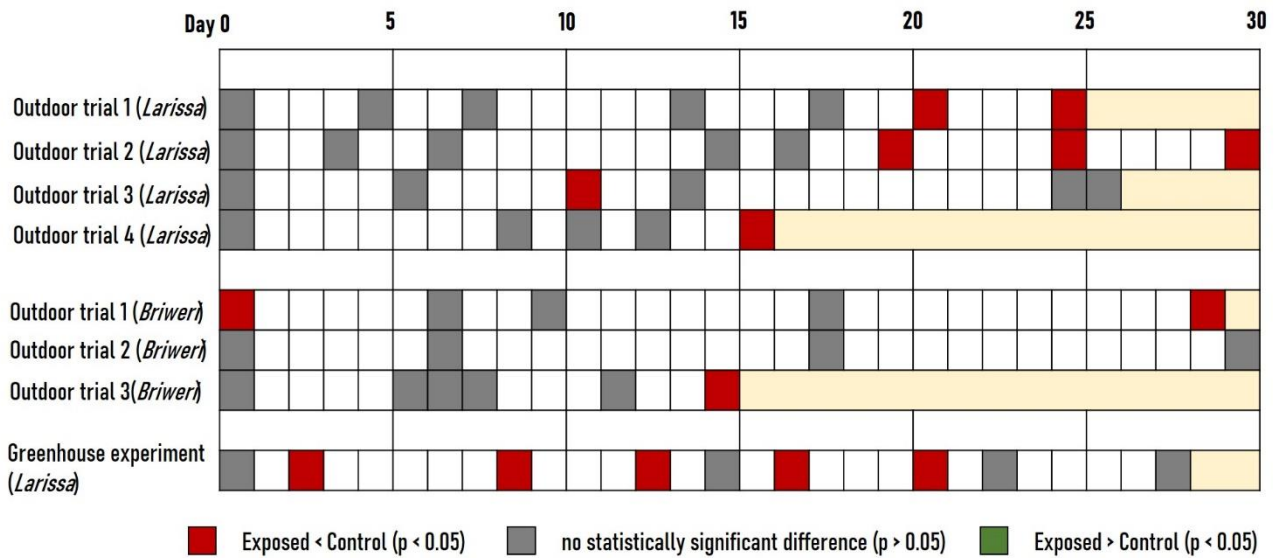 Day 0 5 10 15 20 25 30
Outdoor trial 1 (Larissa)
Outdoor trial 2 (Larissa)
Outdoor trial 3 (Larissa)
Outdoor trial 4 (Larissa)
Outdoor trial 1 (Briweri)
Outdoor trial 2 (Briweri)
Outdoor trial 3(Briweri)
Greenhouse experiment
(Larissa)
Exposed < Control (p < 0.05) no statistically significant difference (p > 0.05) Exposed > Control (p < 0.05)